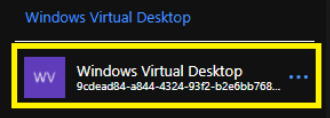 Windows Virtual Desktop
WV
Windows Virtual Desktop
9cdead84-a844-4324-93f2-b2e6bb768...